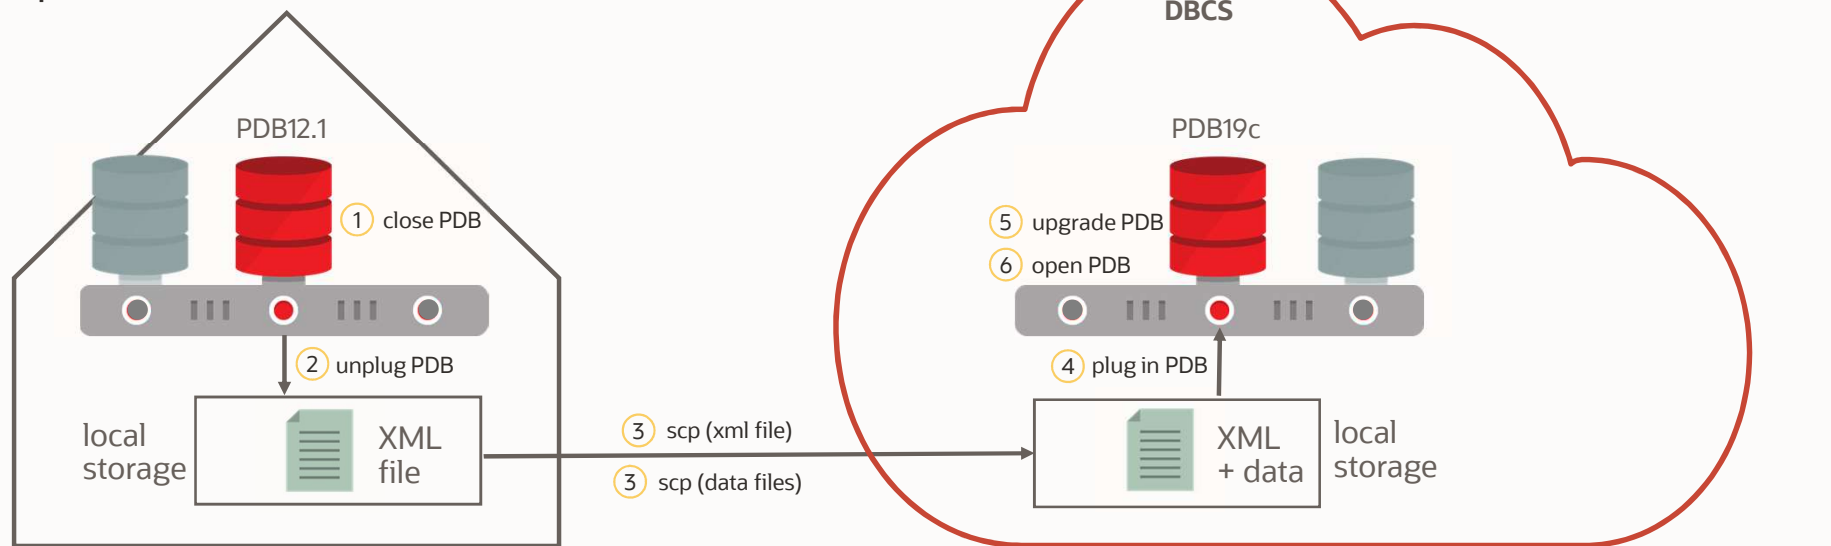 DBCS
PDB12.1
1 close PDB
2 unplug PDB
local
storage
XML
file
3 scp (xml file)
3 scp (data files)
PDB19c
5 upgrade PDB
6 open PDB
4 plug in PDB
XML
+ data
local
storage